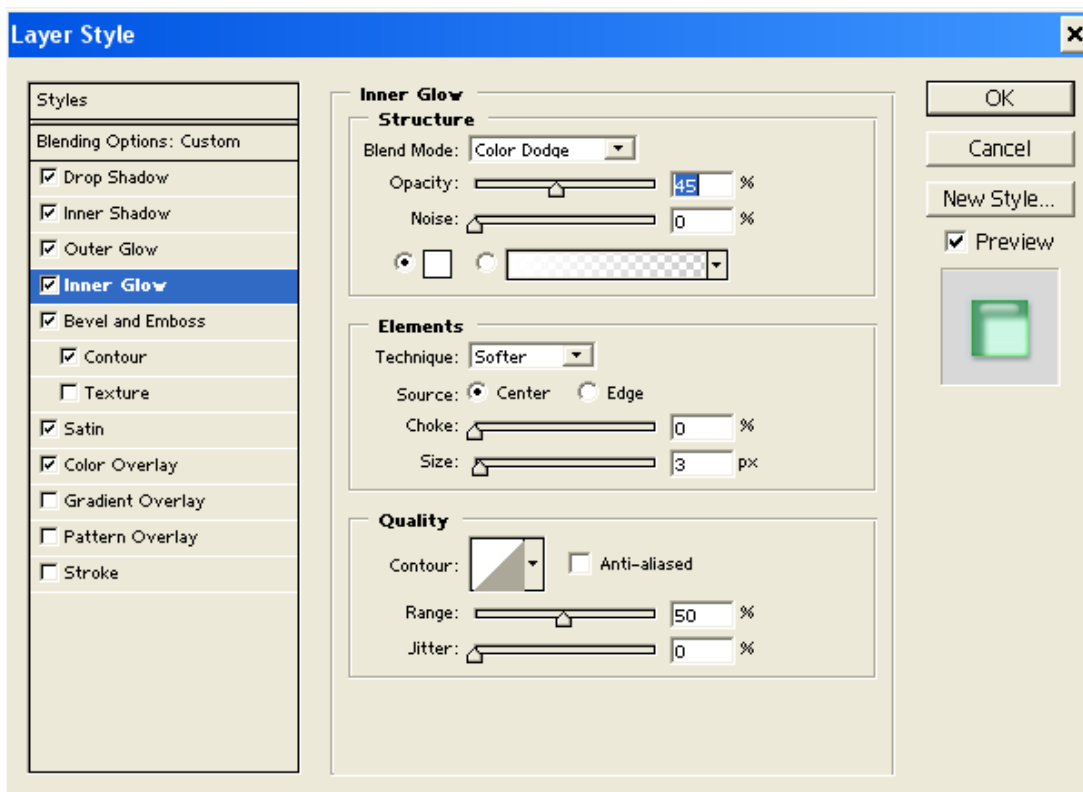 Layer Style
Styles
Blending Options: Custom
Drop Shadow
Inner Shadow
Outer Glow
Inner Glow
Bevel and Emboss
Contour
Texture
Satin
Color Overlay
Gradient Overlay
Pattern Overlay
Stroke
Inner Glow
Structure
Blend Mode: Color Dodge
Opacity: 45 %
Noise: 0 %
Elements
Technique: Softer
Source: Center Edge
Choke: 0 %
Size: 3 px
Quality
Contour: Anti-aliased
Range: 50 %
Jitter: 0 %
OK
Cancel
New Style...
Preview